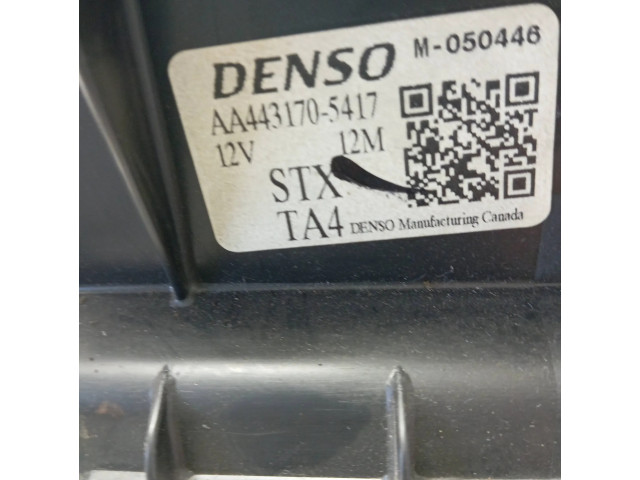 DENSO M-050446
AA443170-5417
12V 12M
STX
TA4 DENSO Manufacturing Canada